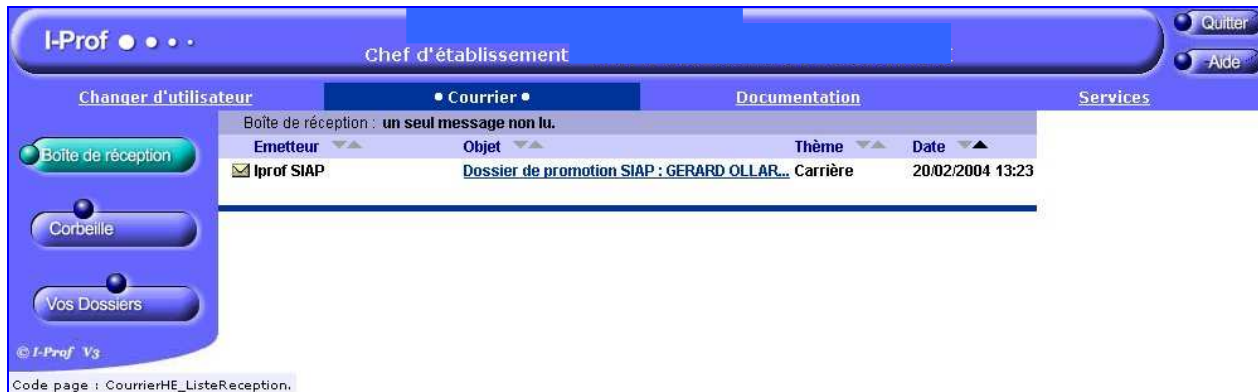 I-Prof
Quitter
Chef d'établissement
Aide
Changer d'utilisateur • Courrier • Documentation Services
Boîte de réception : un seul message non lu.
Boîte de réception
Emetteur Objet Thème Date
Iprof SIAP Dossier de promotion SIAP : GERARD OLLAR... Carrière 20/02/2004 13:23
Corbeille
Vos Dossiers
© I-Prof V3
Code page : CourrierHE_ListeReception.